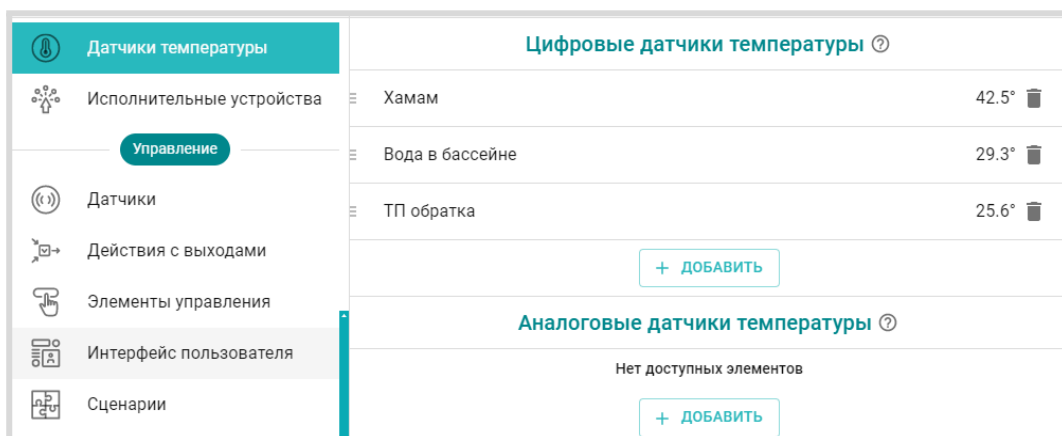 Датчики температуры
Исполнительные устройства
Управление
Датчики
Действия с выходами
Элементы управления
Интерфейс пользователя
Сценарии
Цифровые датчики температуры ?
Хамам 42.5°
Вода в бассейне 29.3°
ТП обратка 25.6°
+ ДОБАВИТЬ
Аналоговые датчики температуры ?
Нет доступных элементов
+ ДОБАВИТЬ